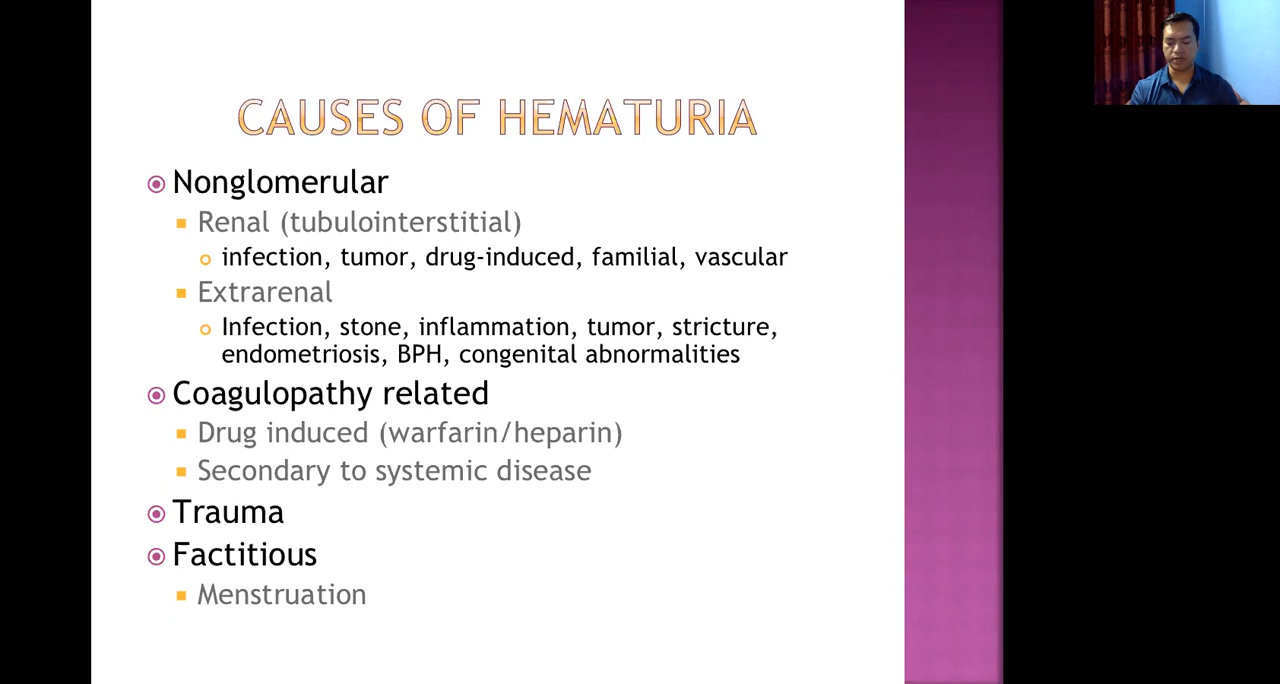 CAUSES OF HEMATURIA
Nonglomerular
Renal (tubulointerstitial)
infection, tumor, drug-induced, familial, vascular
Extrarenal
Infection, stone, inflammation, tumor, stricture,
endometriosis, BPH, congenital abnormalities
Coagulopathy related
Drug induced (warfarin/heparin)
Secondary to systemic disease
Trauma
Factitious
Menstruation